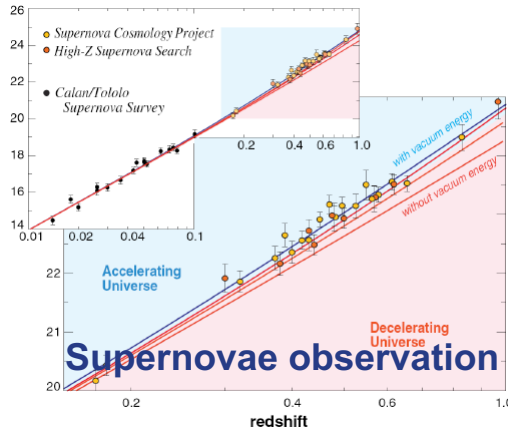 26
24
22
20
18
16
14
Supernova Cosmology Project
High-Z Supernova Search
Calan/Tololo
Supernova Survey
0.2 0.4 0.6 1.0
0.01 0.02 0.04 0.1
with vacuum energy
without vacuum energy
22
21
20
Accelerating
Universe
Decelerating
Universe
Supernovae observation
0.2 0.4 0.6 1.0
redshift